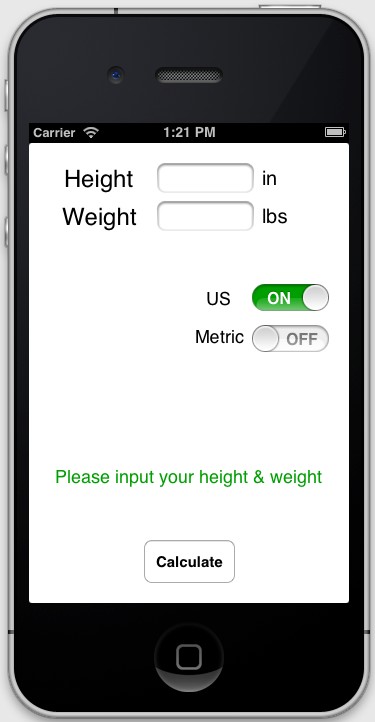 Carrier 1:21 PM
Height in
Weight lbs
US ON
Metric OFF
Please input your height & weight
Calculate